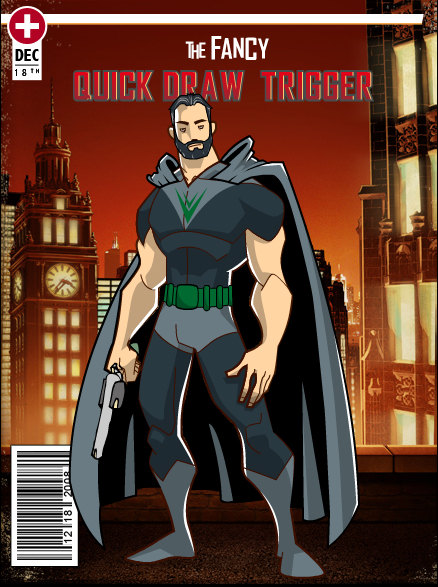 DEC
18TH
THE FANCY
QUICK DRAW TRIGGER
12 18 2008